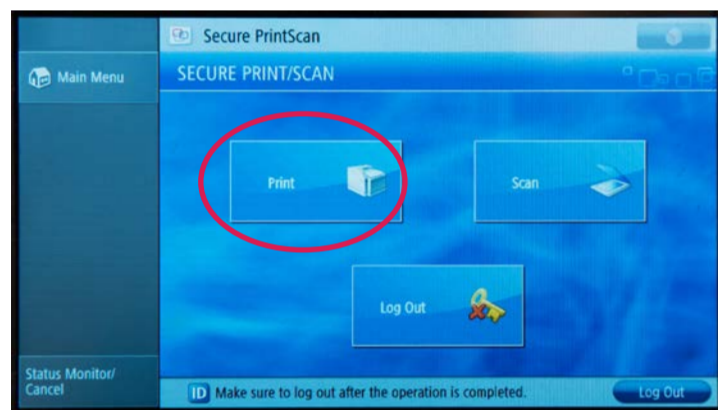 Secure PrintScan
Main Menu
SECURE PRINT/SCAN
Print
Scan
Log Out
Status Monitor/
Cancel
ID Make sure to log out after the operation is completed.
Log Out